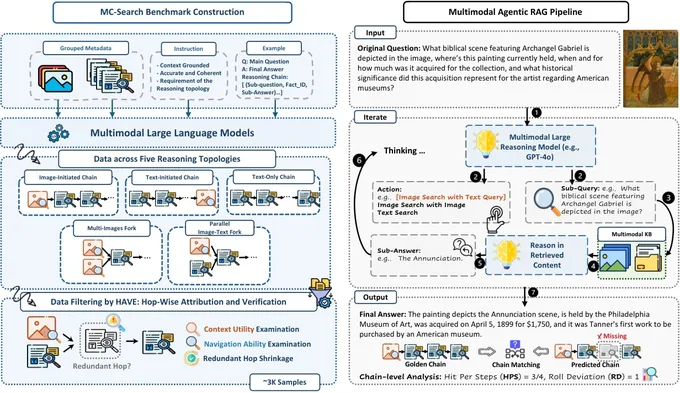 MC-Search Benchmark Construction
Grouped Metadata
Instruction
- Context Grounded
- Accurate and Coherent
- Requirement of the
Reasoning topology
Example
Q: Main Question
A: Final Answer
Reasoning Chain:
[ (Sub-question, Fact_ID,
Sub-Answer)...]
Multimodal Large Language Models
Data across Five Reasoning Topologies
Image-Initiated Chain
Text-Initiated Chain
Text-Only Chain
Multi-Images Fork
Parallel
Image-Text Fork
Data Filtering by HAVE: Hop-Wise Attribution and Verification
Redundant Hop?
Context Utility Examination
Navigation Ability Examination
Redundant Hop Shrinkage
~3K Samples
Multimodal Agentic RAG Pipeline
Input
Original Question: What biblical scene featuring Archangel Gabriel is
depicted in the image, where's this painting currently held, when and for
how much was it acquired for the collection, and what historical
significance did this acquisition represent for the artist regarding American
museums?
1
Iterate
Thinking …
6
Multimodal Large
Reasoning Model (e.g.,
GPT-4o)
2
2
Action:
e.g., [Image Search with Text Query]
Image Search with Image
Text Search
Sub-Query: e.g., What
biblical scene featuring
Archangel Gabriel is
depicted in the image?
3
Multimodal KB
Sub-Answer:
e.g., The Annunciation.
5
Reason in
Retrieved
Content
4
7
Output
Final Answer: The painting depicts the Annunciation scene, is held by the Philadelphia
Museum of Art, was acquired on April 5, 1899 for $1,750, and it was Tanner's first work to be
purchased by an American museum.
Missing
Golden Chain
Chain Matching
Predicted Chain
Chain-level Analysis: Hit Per Steps (HPS) = 3/4, Roll Deviation (RD) = 1